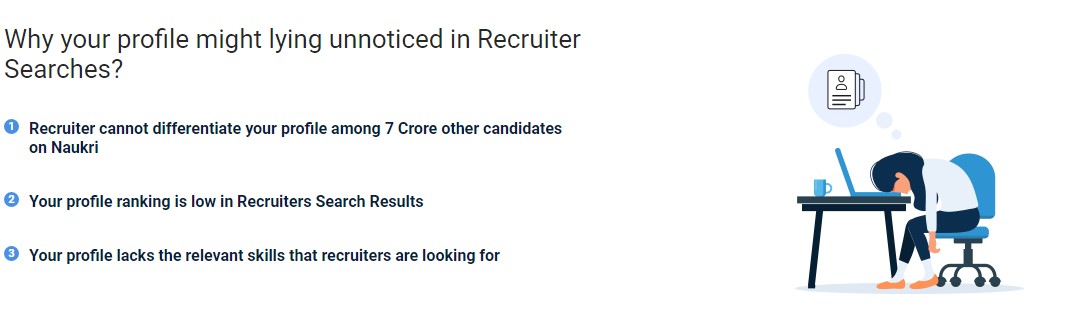 Why your profile might lying unnoticed in Recruiter
Searches?
1 Recruiter cannot differentiate your profile among 7 Crore other candidates
on Naukri
2 Your profile ranking is low in Recruiters Search Results
3 Your profile lacks the relevant skills that recruiters are looking for